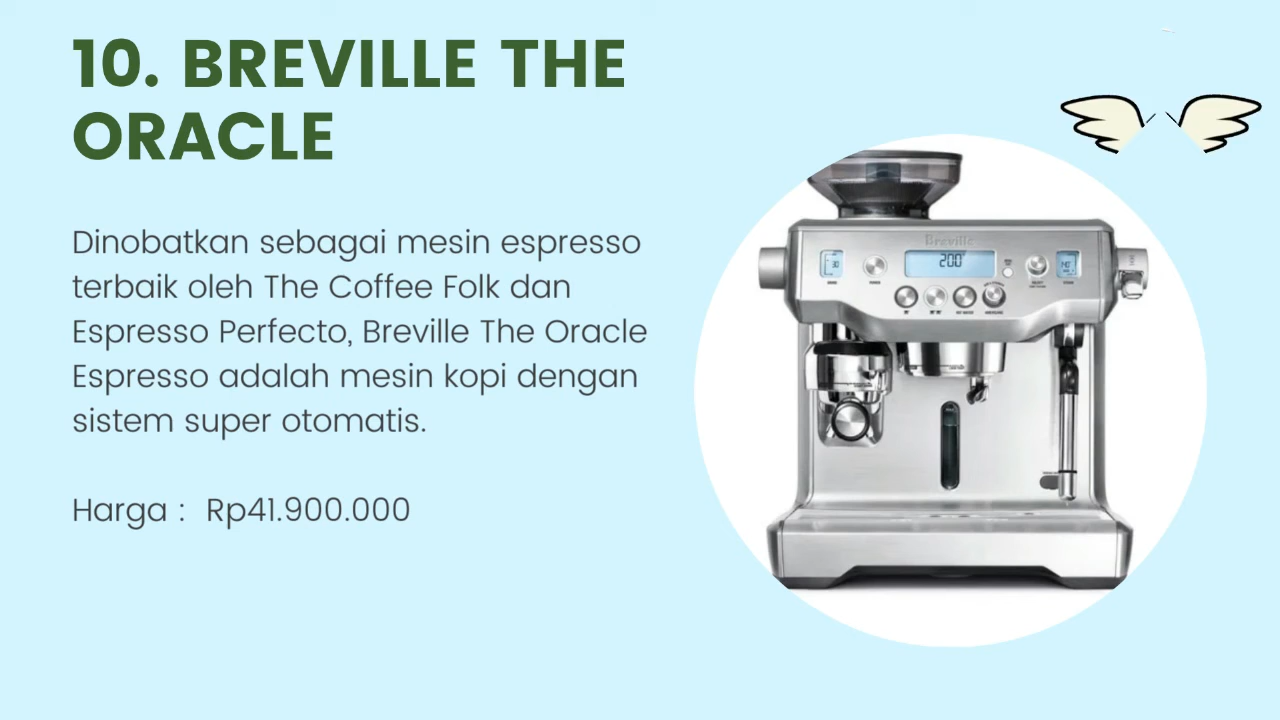 10. BREVILLE THE
ORACLE
Dinobatkan sebagai mesin espresso
terbaik oleh The Coffee Folk dan
Espresso Perfecto, Breville The Oracle
Espresso adalah mesin kopi dengan
sistem super otomatis.
Harga : Rp41.900.000
Breville
200°